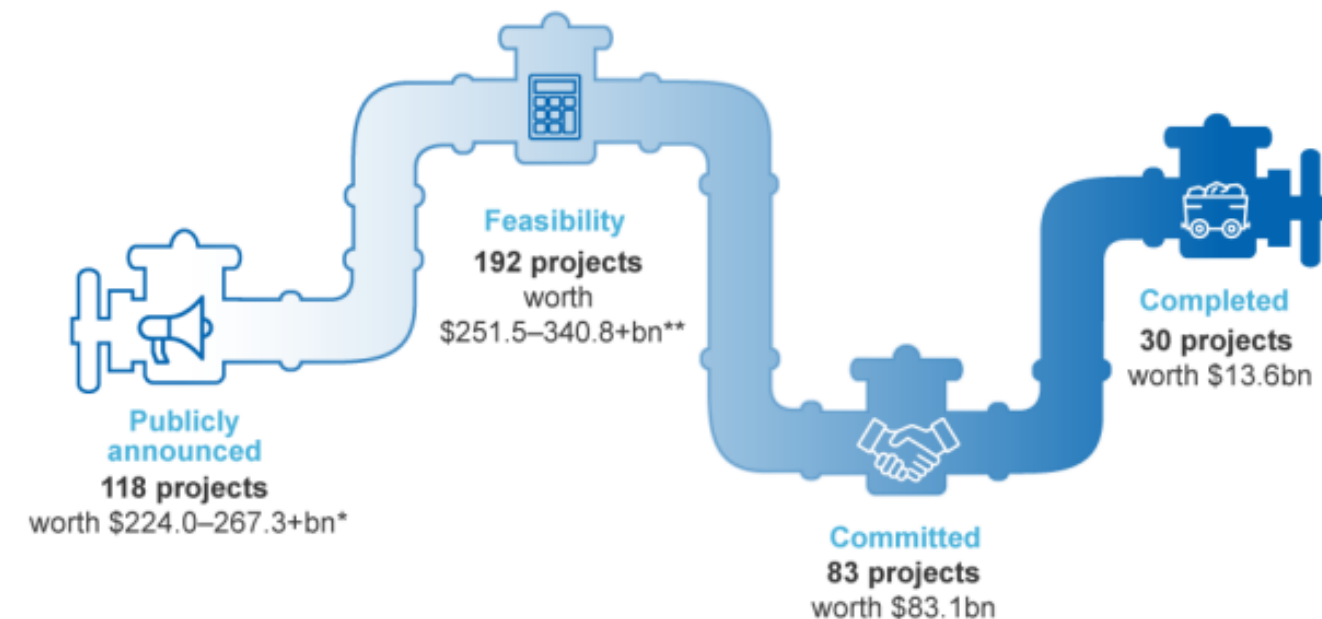 Publicly
announced
118 projects
worth $224.0–267.3+bn*
Feasibility
192 projects
worth
$251.5–340.8+bn**
Committed
83 projects
worth $83.1bn
Completed
30 projects
worth $13.6bn